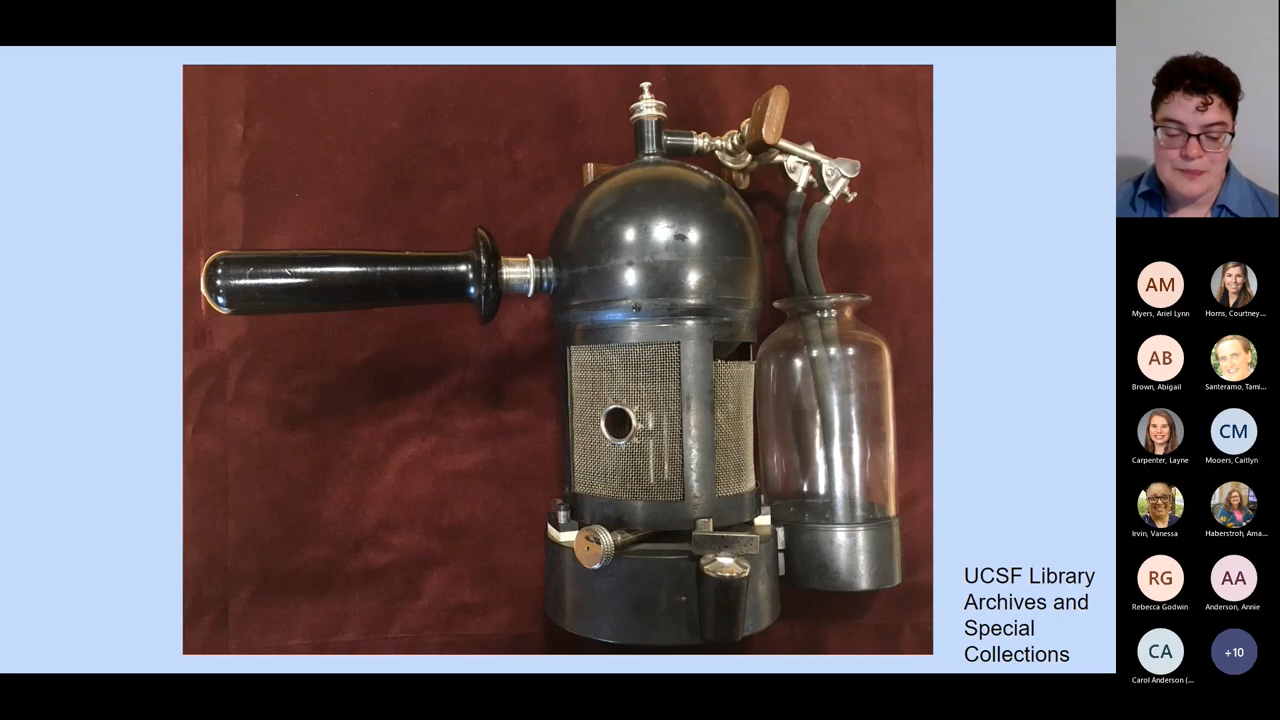 UCSF Library
Archives and
Special
Collections
AM
Myers, Ariel Lynn
Horns, Courtney...
AB
Brown, Abigail
Santeramo, Tami...
Carpenter, Layne
CM
Mooers, Caitlyn
Irvin, Vanessa
Haberstroh, Ama...
RG
Rebecca Godwin
AA
Anderson, Annie
CA
Carol Anderson (...
+10